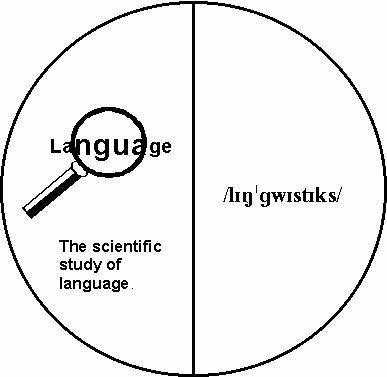 Language
The scientific
study of
language.
/lɪŋˈgwɪstɪks/